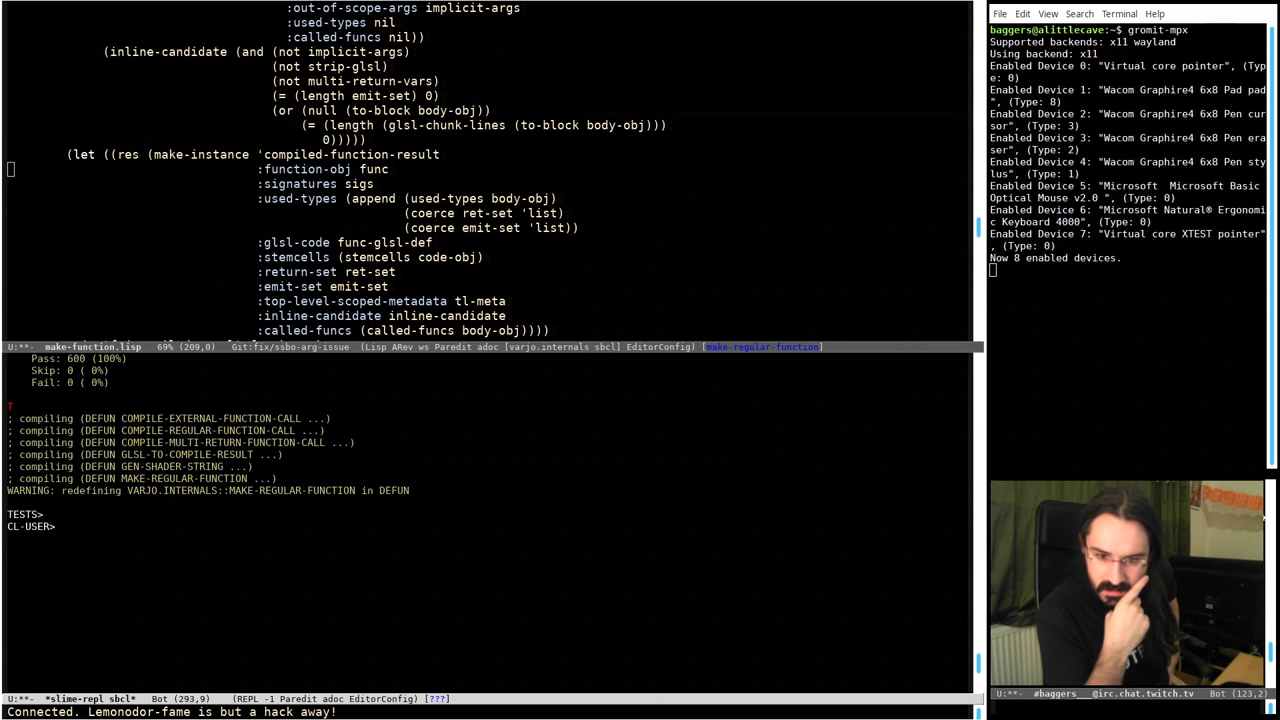 :out-of-scope-args implicit-args
:used-types nil
:called-funcs nil))
(inline-candidate (and (not implicit-args)
(not strip-glsl)
(not multi-return-vars)
(= (length emit-set) 0)
(or (null (to-block body-obj))
(= (length (glsl-chunk-lines (to-block body-obj)))
0)))))
(let ((res (make-instance 'compiled-function-result
:function-obj func
:signatures sigs
:used-types (append (used-types body-obj)
(coerce ret-set 'list)
(coerce emit-set 'list))
:glsl-code func-glsl-def
:stemcells (stemcells code-obj)
:return-set ret-set
:emit-set emit-set
:top-level-scoped-metadata tl-meta
:inline-candidate inline-candidate
:called-funcs (called-funcs body-obj))))
U:**-  make-function.lisp   69% (209,0)   Git:fix/ssbo-arg-issue  (Lisp ARev ws Paredit adoc [varjo.internals sbcl] EditorConfig) [make-regular-function]
Pass: 600 (100%)
Skip: 0 ( 0%)
Fail: 0 ( 0%)
T
; compiling (DEFUN COMPILE-EXTERNAL-FUNCTION-CALL ...)
; compiling (DEFUN COMPILE-REGULAR-FUNCTION-CALL ...)
; compiling (DEFUN COMPILE-MULTI-RETURN-FUNCTION-CALL ...)
; compiling (DEFUN GLSL-TO-COMPILE-RESULT ...)
; compiling (DEFUN GEN-SHADER-STRING ...)
; compiling (DEFUN MAKE-REGULAR-FUNCTION ...)
WARNING: redefining VARJO.INTERNALS::MAKE-REGULAR-FUNCTION in DEFUN
TESTS>
CL-USER>
U:**-  *slime-repl sbcl*   Bot (293,9)    (REPL -1 Paredit adoc EditorConfig) [???]
Connected. Lemonodor-fame is but a hack away!
File Edit View Search Terminal Help
baggers@alittlecave:~$ gromit-mpx
Supported backends: x11 wayland
Using backend: x11
Enabled Device 0: "Virtual core pointer", (Typ
e: 0)
Enabled Device 1: "Wacom Graphire4 6x8 Pad pad
", (Type: 8)
Enabled Device 2: "Wacom Graphire4 6x8 Pen cur
sor", (Type: 3)
Enabled Device 3: "Wacom Graphire4 6x8 Pen era
ser", (Type: 2)
Enabled Device 4: "Wacom Graphire4 6x8 Pen sty
lus", (Type: 1)
Enabled Device 5: "Microsoft  Microsoft Basic
Optical Mouse v2.0 ", (Type: 0)
Enabled Device 6: "Microsoft Natural® Ergonomi
c Keyboard 4000", (Type: 0)
Enabled Device 7: "Virtual core XTEST pointer"
, (Type: 0)
Now 8 enabled devices.
U:**-  #baggers___@irc.chat.twitch.tv   Bot (123,2)